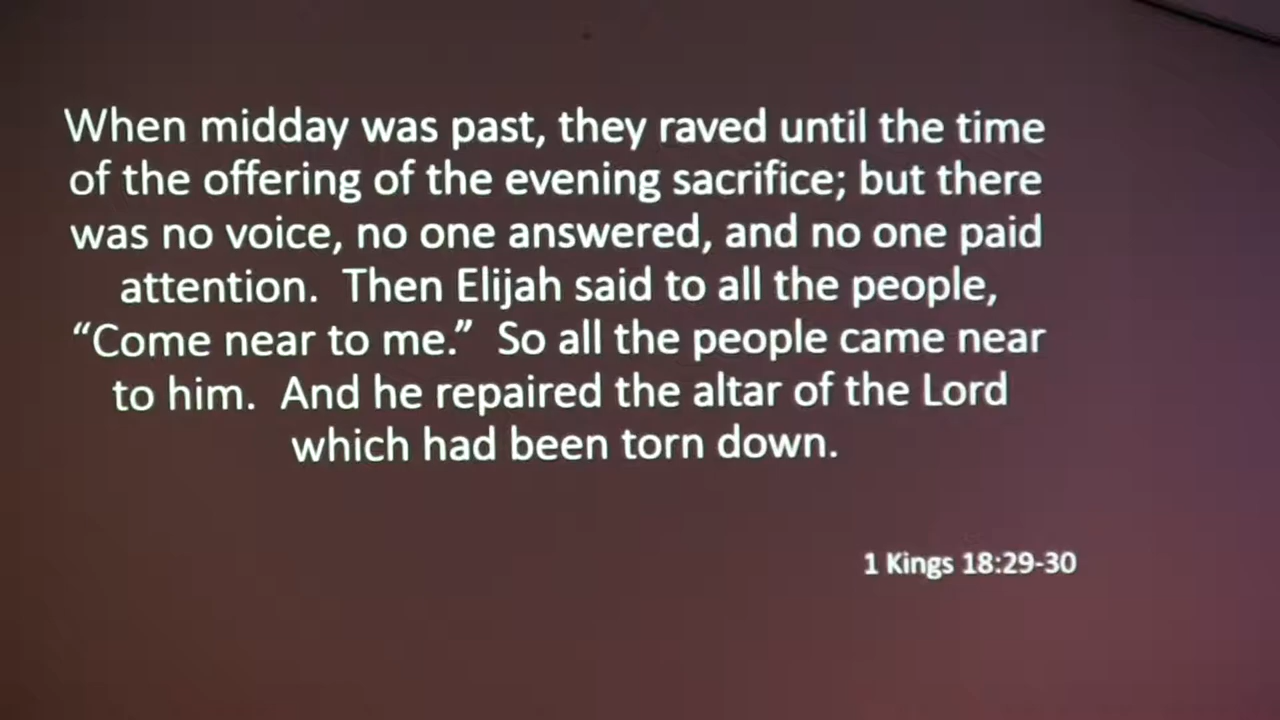 When midday was past, they raved until the time
of the offering of the evening sacrifice; but there
was no voice, no one answered, and no one paid
attention.  Then Elijah said to all the people,
“Come near to me.”  So all the people came near
to him.  And he repaired the altar of the Lord
which had been torn down.
1 Kings 18:29-30